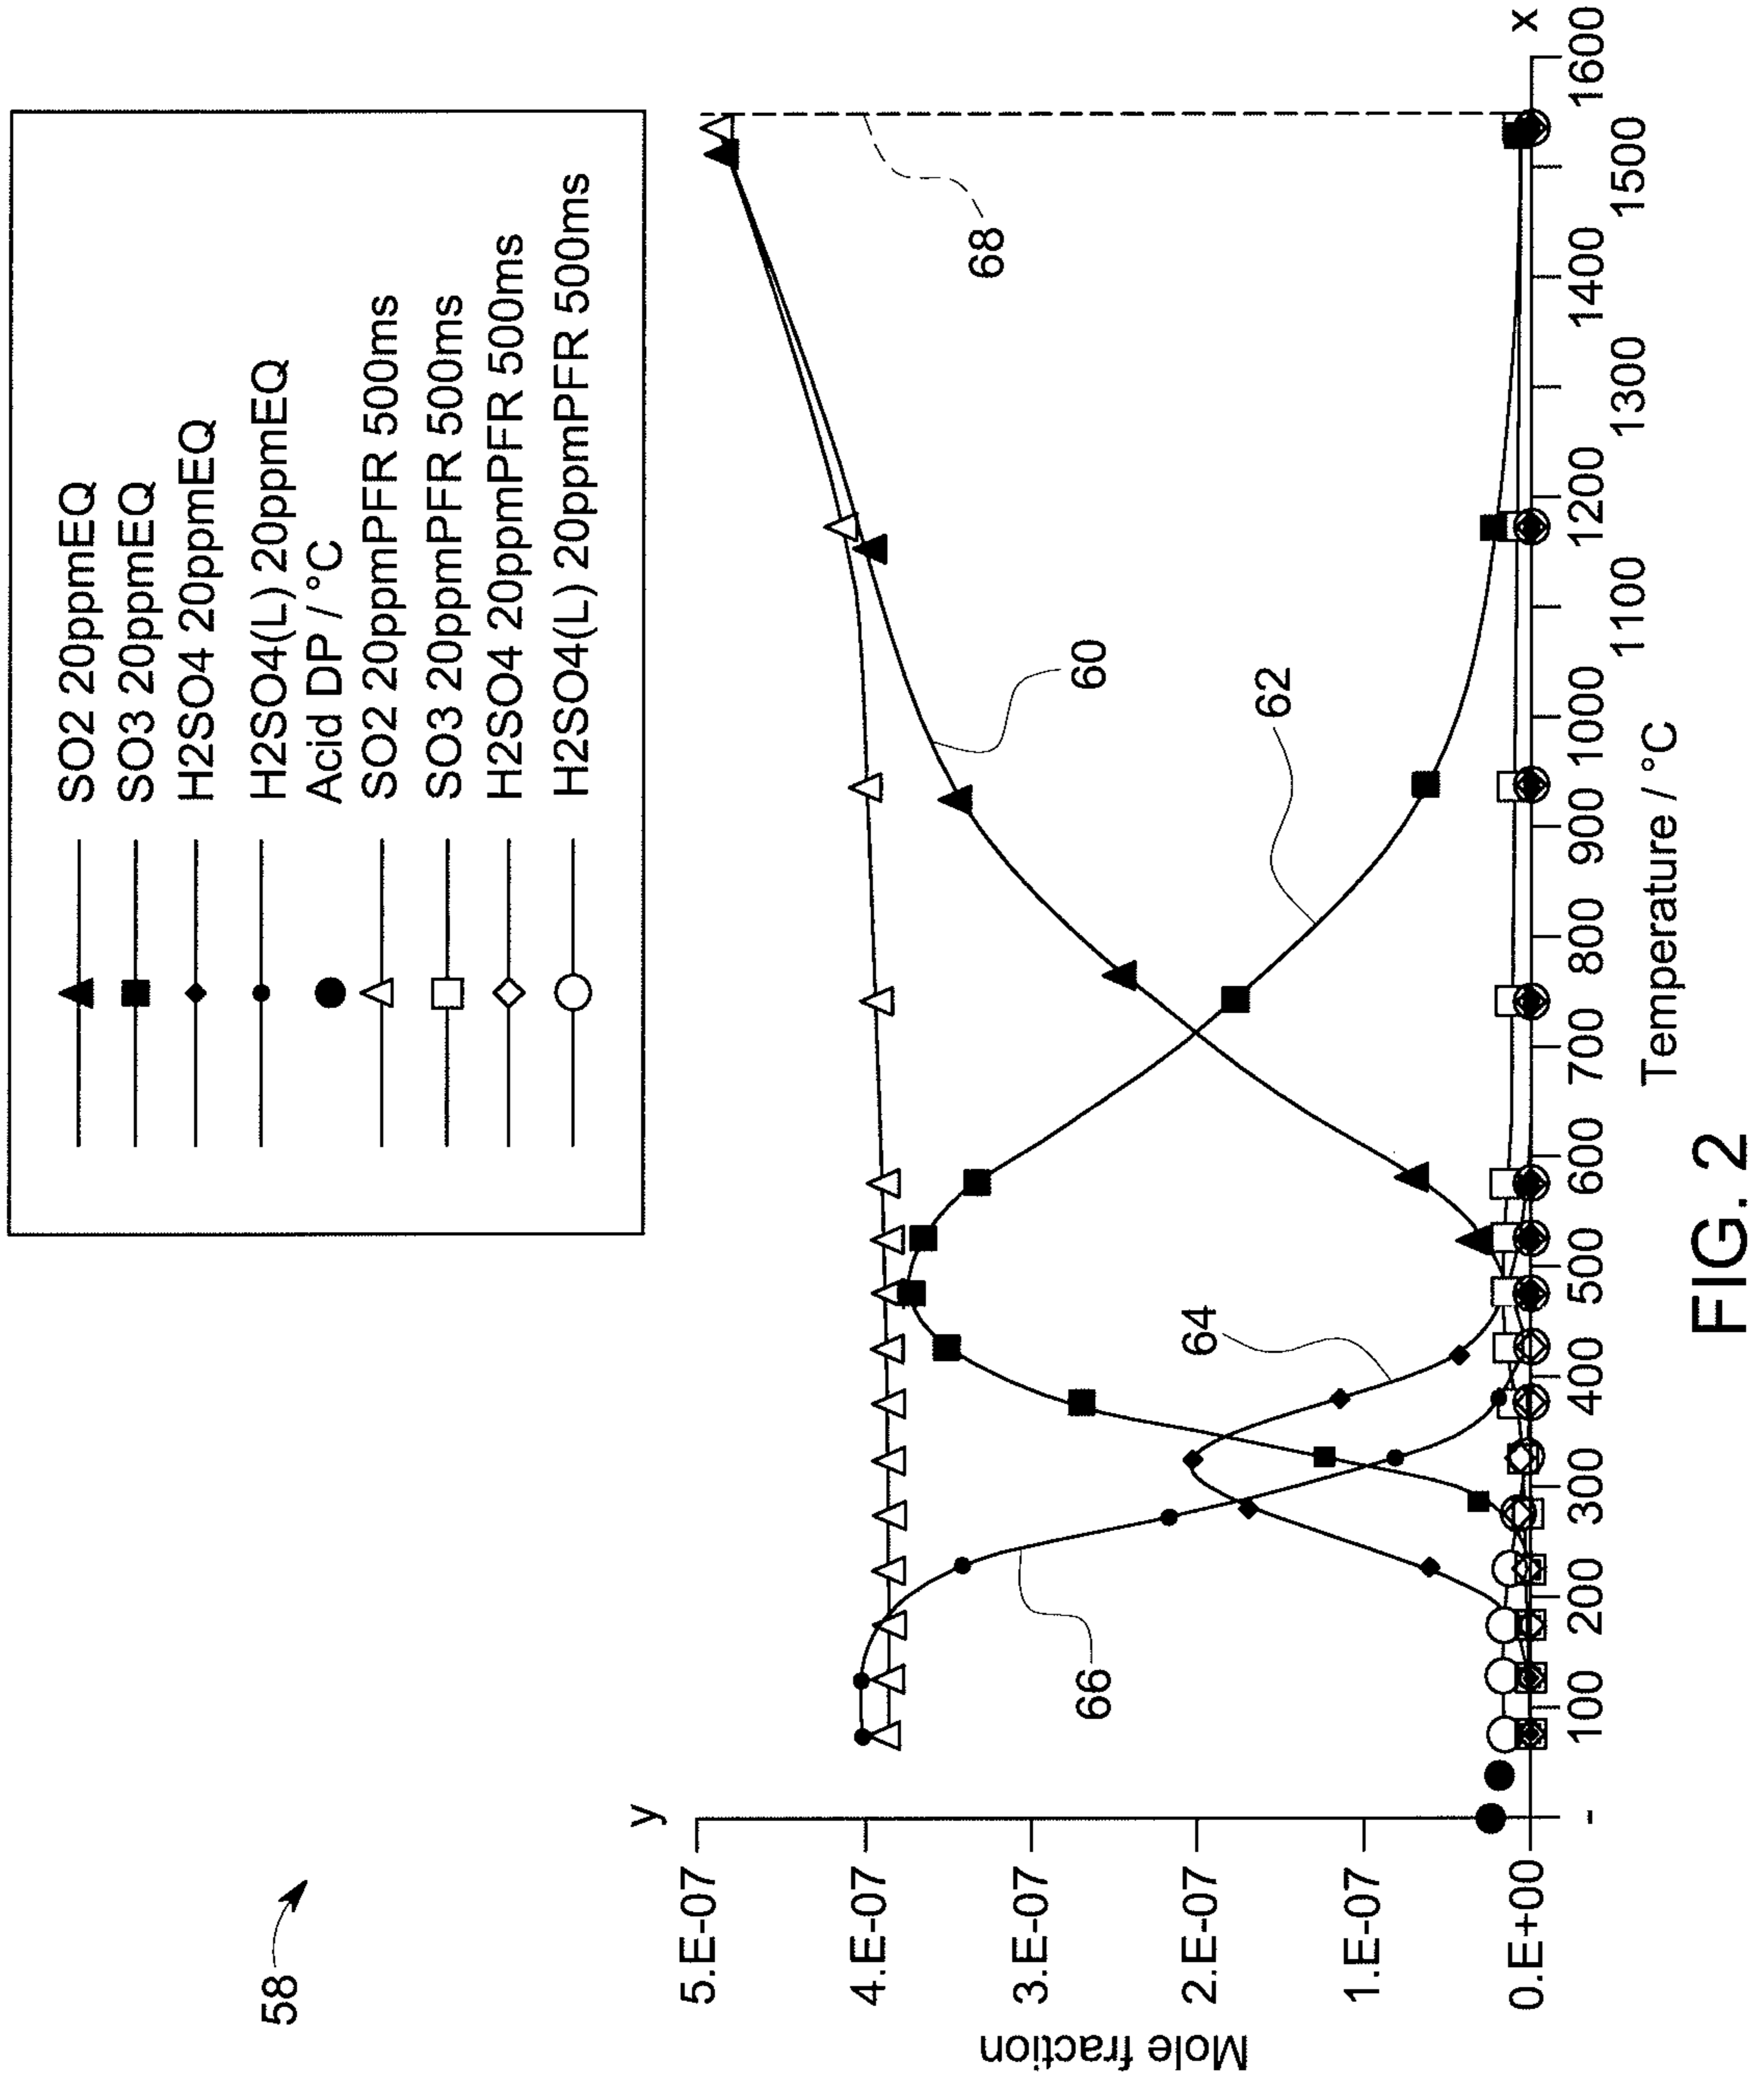 58
SO2 20ppmEQ
SO3 20ppmEQ
H2SO4 20ppmEQ
H2SO4(L) 20ppmEQ
Acid DP / °C
SO2 20ppmPFR 500ms
SO3 20ppmPFR 500ms
H2SO4 20ppmPFR 500ms
H2SO4(L) 20ppmPFR 500ms
y
5.E-07
4.E-07
3.E-07
2.E-07
1.E-07
0.E+00
Mole fraction
60
62
64
66
68
x
- 100 200 300 400 500 600 700 800 900 1000 1100 1200 1300 1400 1500 1600
Temperature / °C
FIG. 2